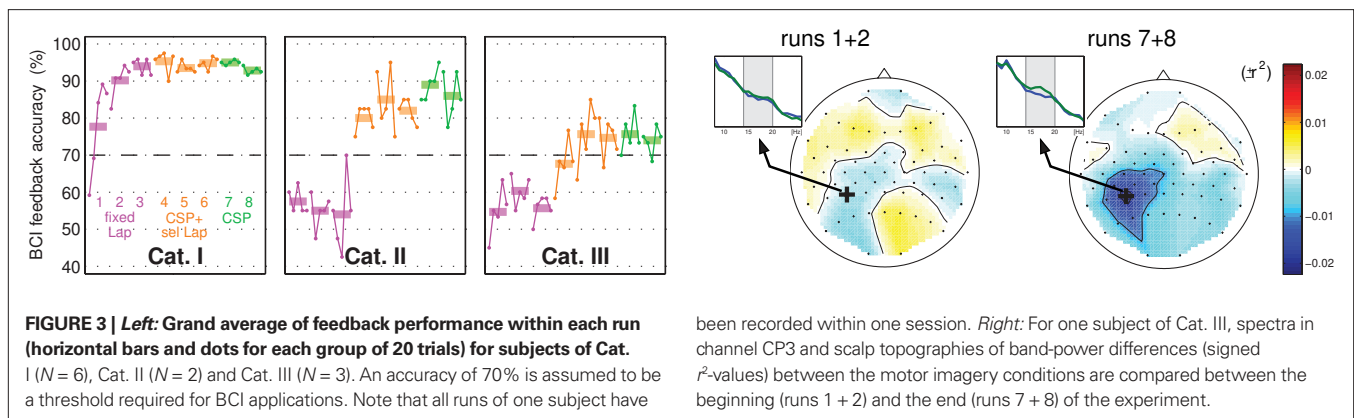 BCI feedback accuracy (%)
100
90
80
70
60
50
40
1 2 3
fixed
Lap
4 5 6
CSP+
sel Lap
7 8
CSP
Cat. I
Cat. II
Cat. III
runs 1+2
runs 7+8
10 15 20 [Hz]
10 15 20 [Hz]
(±r²)
0.02
0.01
0
−0.01
−0.02
FIGURE 3 | Left: Grand average of feedback performance within each run
(horizontal bars and dots for each group of 20 trials) for subjects of Cat.
I (N = 6), Cat. II (N = 2) and Cat. III (N = 3). An accuracy of 70% is assumed to be
a threshold required for BCI applications. Note that all runs of one subject have
been recorded within one session. Right: For one subject of Cat. III, spectra in
channel CP3 and scalp topographies of band-power differences (signed
r²-values) between the motor imagery conditions are compared between the
beginning (runs 1 + 2) and the end (runs 7 + 8) of the experiment.